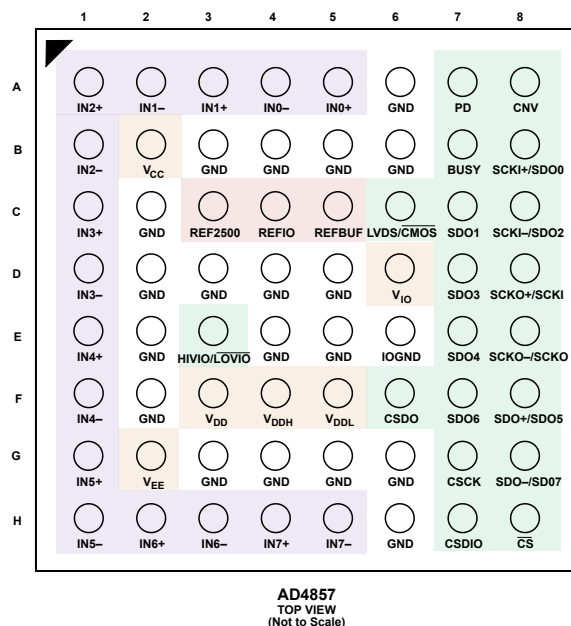 1 2 3 4 5 6 7 8
A
IN2+ IN1– IN1+ IN0– IN0+ GND PD CNV
B
IN2– VCC GND GND GND GND BUSY SCKI+/SDO0
C
IN3+ GND REF2500 REFIO REFBUF LVDS/CMOS SDO1 SCKI–/SDO2
D
IN3– GND GND GND GND VIO SDO3 SCKO+/SCKI
E
IN4+ GND HIVIO/LOVIO GND GND IOGND SDO4 SCKO–/SCKO
F
IN4– GND VDD VDDH VDDL CSDO SDO6 SDO+/SDO5
G
IN5+ VEE GND GND GND GND CSCK SDO–/SD07
H
IN5– IN6+ IN6– IN7+ IN7– GND CSDIO CS
AD4857
TOP VIEW
(Not to Scale)